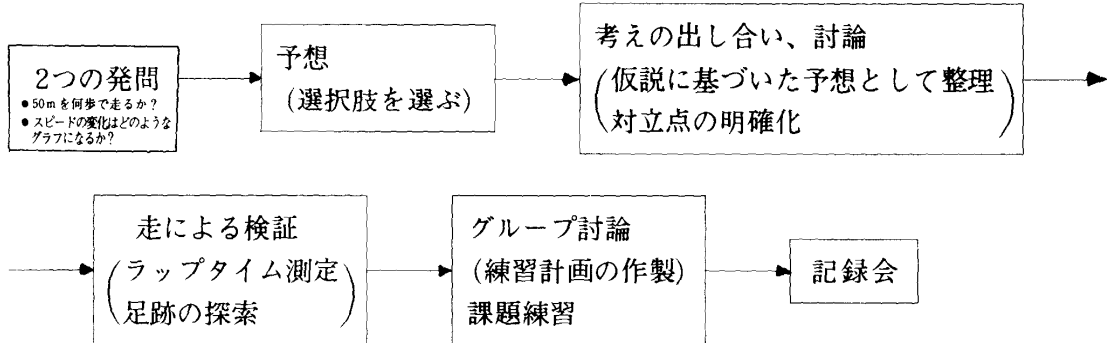 2つの発問
●50mを何歩で走るか?
●スピードの変化はどのような
グラフになるか?
予想
(選択肢を選ぶ)
考えの出し合い、討論
(仮説に基づいた予想として整理
対立点の明確化)
走による検証
(ラップタイム測定
足跡の探索)
グループ討論
(練習計画の作製)
課題練習
記録会